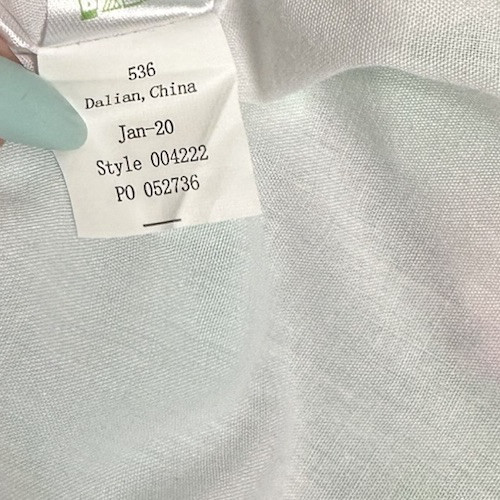 536
Dalian, China
Jan-20
Style 004222
PO 052736